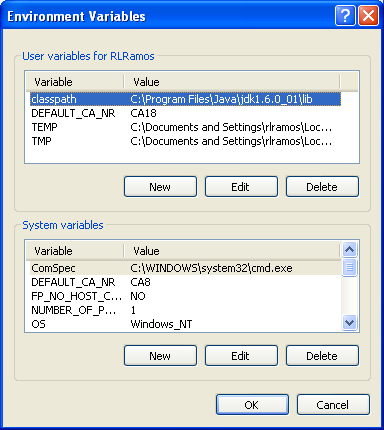 Environment Variables
User variables for RLRamos
Variable Value
classpath C:\Program Files\Java\jdk1.6.0_01\lib
DEFAULT_CA_NR CA18
TEMP C:\Documents and Settings\rlramos\Loc...
TMP C:\Documents and Settings\rlramos\Loc...
New Edit Delete
System variables
Variable Value
ComSpec C:\WINDOWS\system32\cmd.exe
DEFAULT_CA_NR CA8
FP_NO_HOST_C... NO
NUMBER_OF_P... 1
OS Windows_NT
New Edit Delete
OK Cancel